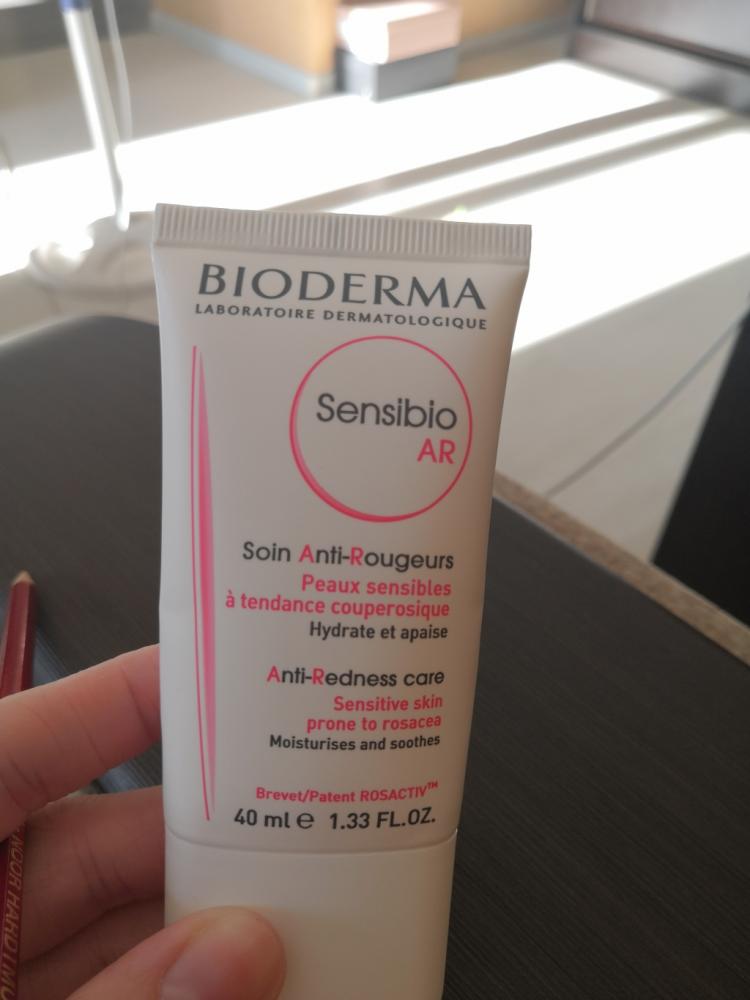 BIODERMA
LABORATOIRE DERMATOLOGIQUE
Sensibio
AR
Soin Anti-Rougeurs
Peaux sensibles
à tendance couperosique
Hydrate et apaise
Anti-Redness care
Sensitive skin
prone to rosacea
Moisturises and soothes
Brevet/Patent ROSACTIV™
40 ml e 1.33 FL.OZ.